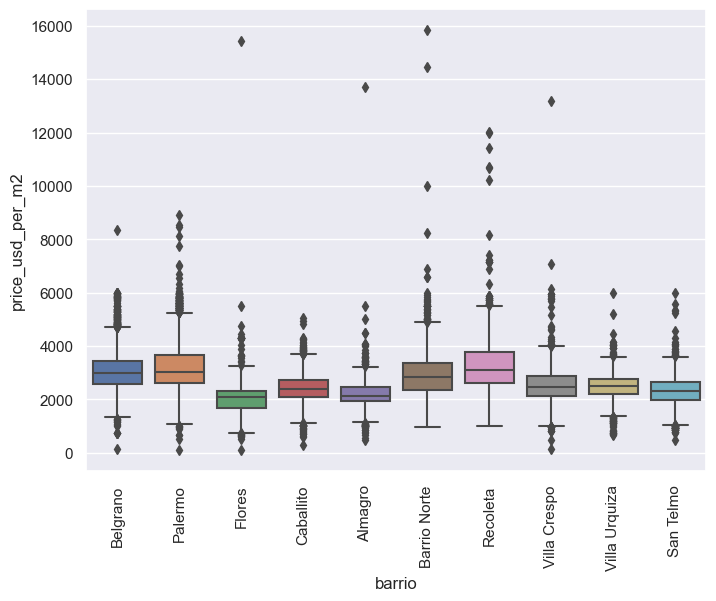 price_usd_per_m2
16000
14000
12000
10000
8000
6000
4000
2000
0
Belgrano
Palermo
Flores
Caballito
Almagro
Barrio Norte
Recoleta
Villa Crespo
Villa Urquiza
San Telmo
barrio